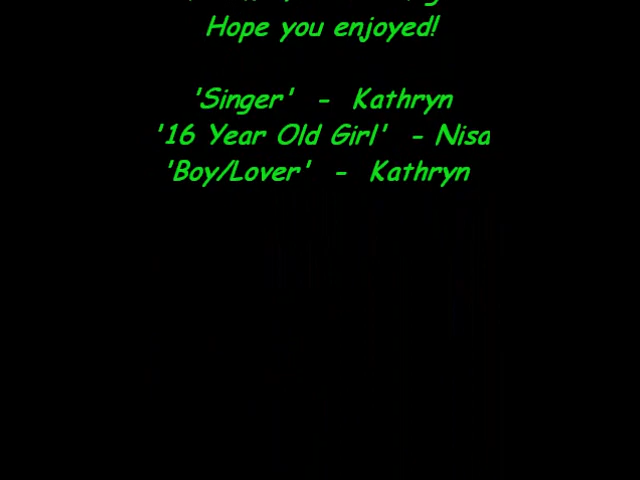 Hope you enjoyed!
'Singer' - Kathryn
'16 Year Old Girl' - Nisa
'Boy/Lover' - Kathryn